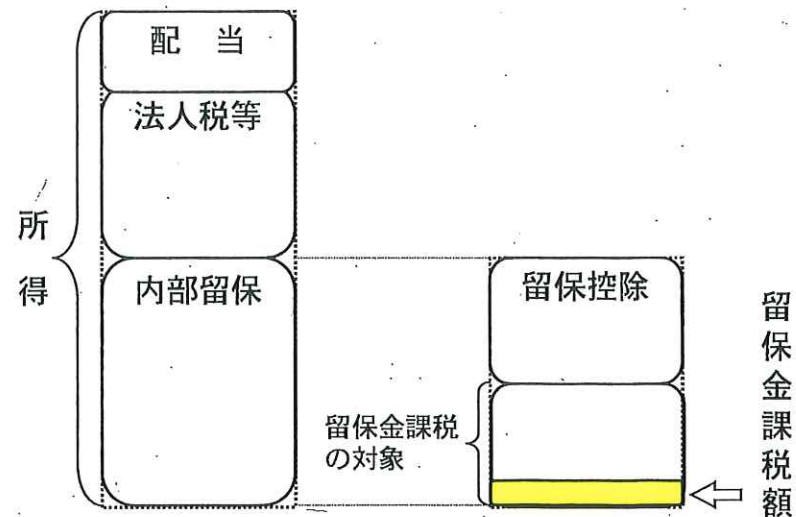 配　当
法人税等
所得
内部留保
留保控除
留保金課税
の対象
留保金課税額